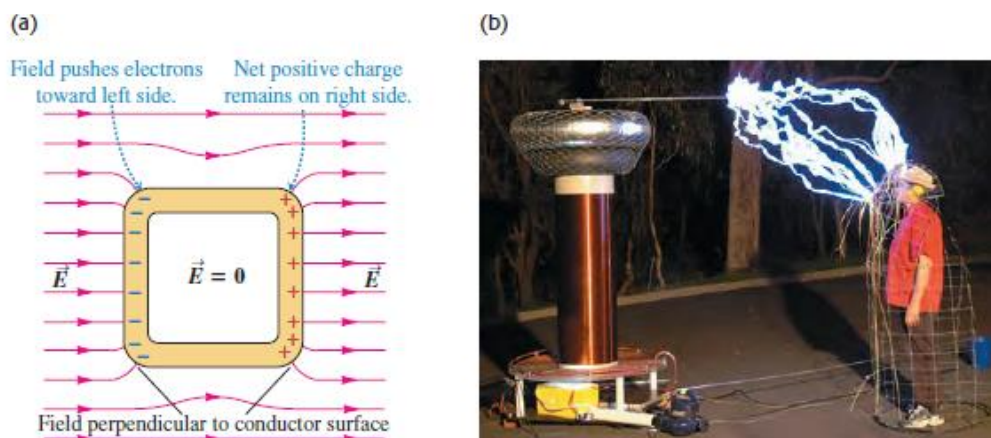 (a)
(b)
Field pushes electrons
toward left side.
Net positive charge
remains on right side.
E
E = 0
E
Field perpendicular to conductor surface